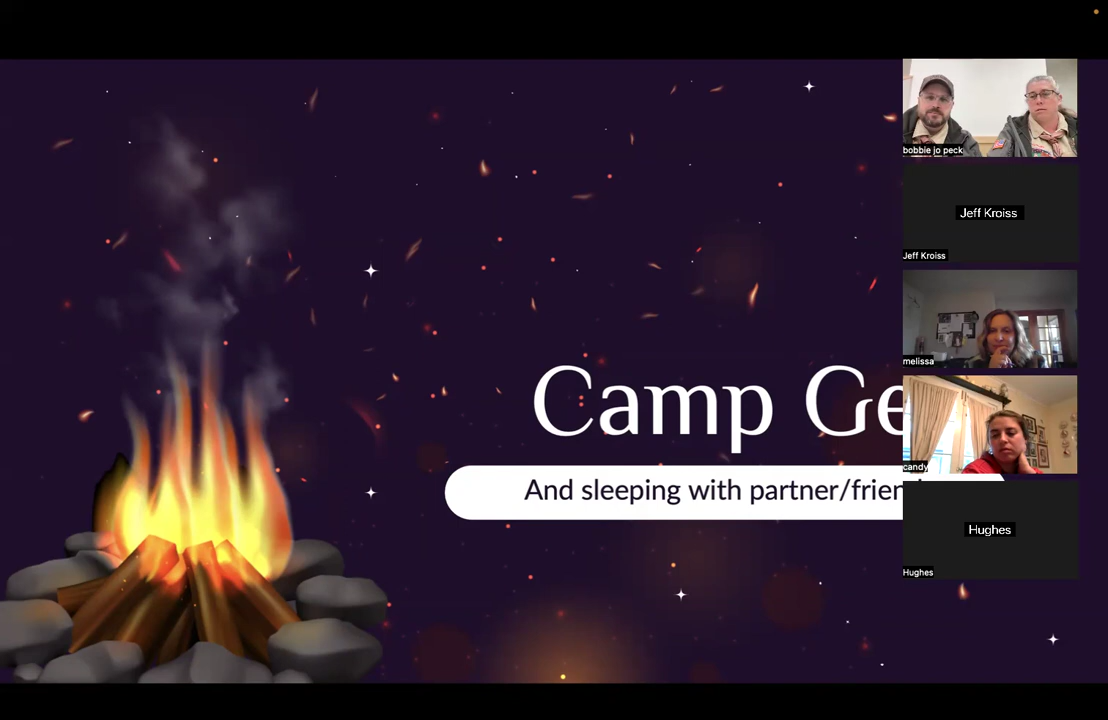 Camp Ge
And sleeping with partner/frien
bobbie jo peck
Jeff Kroiss
Jeff Kroiss
melissa
candy
Hughes
Hughes